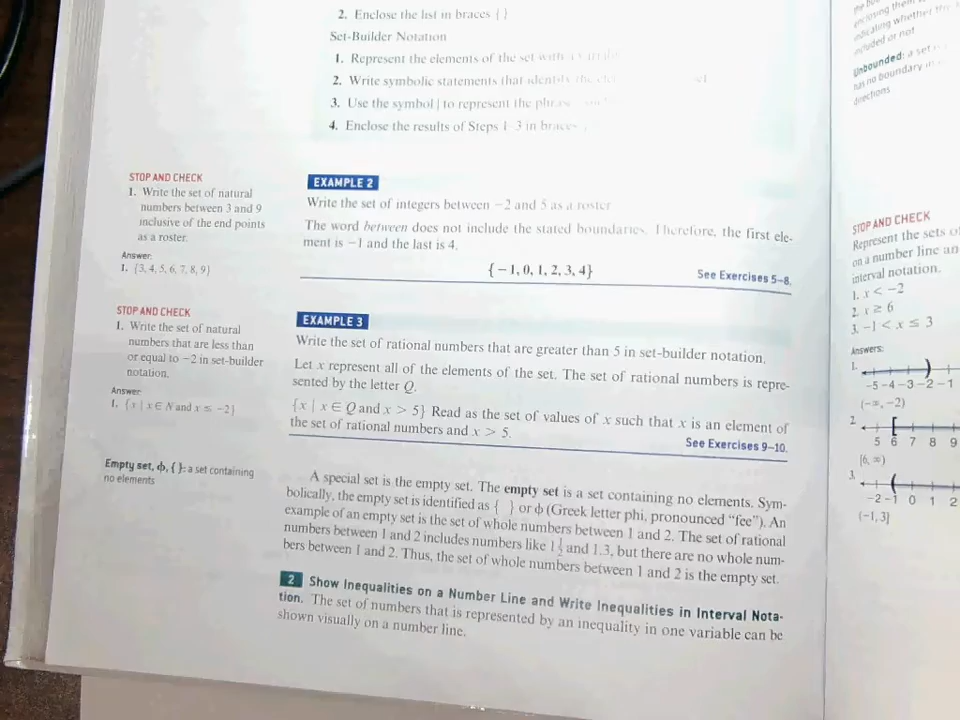 2. Enclose the list in braces { }
Set-Builder Notation
1. Represent the elements of the set with a
2. Write symbolic statements that identify the
3. Use the symbol | to represent the phrase
4. Enclose the results of Steps 1–3 in braces
STOP AND CHECK
1. Write the set of natural
numbers between 3 and 9
inclusive of the end points
as a roster.
Answer:
1. {3, 4, 5, 6, 7, 8, 9}
EXAMPLE 2
Write the set of integers between −2 and 5 as a roster
The word between does not include the stated boundaries. Therefore, the first ele-
ment is −1 and the last is 4.
{−1, 0, 1, 2, 3, 4}
See Exercises 5–8.
STOP AND CHECK
1. Write the set of natural
numbers that are less than
or equal to −2 in set-builder
notation.
Answer:
1. {x | x ∈ N and x ≤ −2}
EXAMPLE 3
Write the set of rational numbers that are greater than 5 in set-builder notation.
Let x represent all of the elements of the set. The set of rational numbers is repre-
sented by the letter Q.
{x | x ∈ Q and x > 5} Read as the set of values of x such that x is an element of
the set of rational numbers and x > 5.
See Exercises 9–10.
Empty set, ϕ, { }: a set containing
no elements
A special set is the empty set. The empty set is a set containing no elements. Sym-
bolically, the empty set is identified as { } or ϕ (Greek letter phi, pronounced “fee”). An
example of an empty set is the set of whole numbers between 1 and 2. The set of rational
numbers between 1 and 2 includes numbers like 1½ and 1.3, but there are no whole num-
bers between 1 and 2. Thus, the set of whole numbers between 1 and 2 is the empty set.
2 Show Inequalities on a Number Line and Write Inequalities in Interval Nota-
tion. The set of numbers that is represented by an inequality in one variable can be
shown visually on a number line.
enclosing them
indicating whether the
included or not
Unbounded: a set
has no boundary in
directions.
STOP AND CHECK
Represent the sets of
on a number line an
interval notation.
1. x < −2
2. x ≥ 6
3. −1 < x ≤ 3
Answers:
1.
−5 −4 −3 −2 −1
(−∞, −2)
2.
5 6 7 8 9
[6, ∞)
3.
−2 −1 0 1 2
(−1, 3]